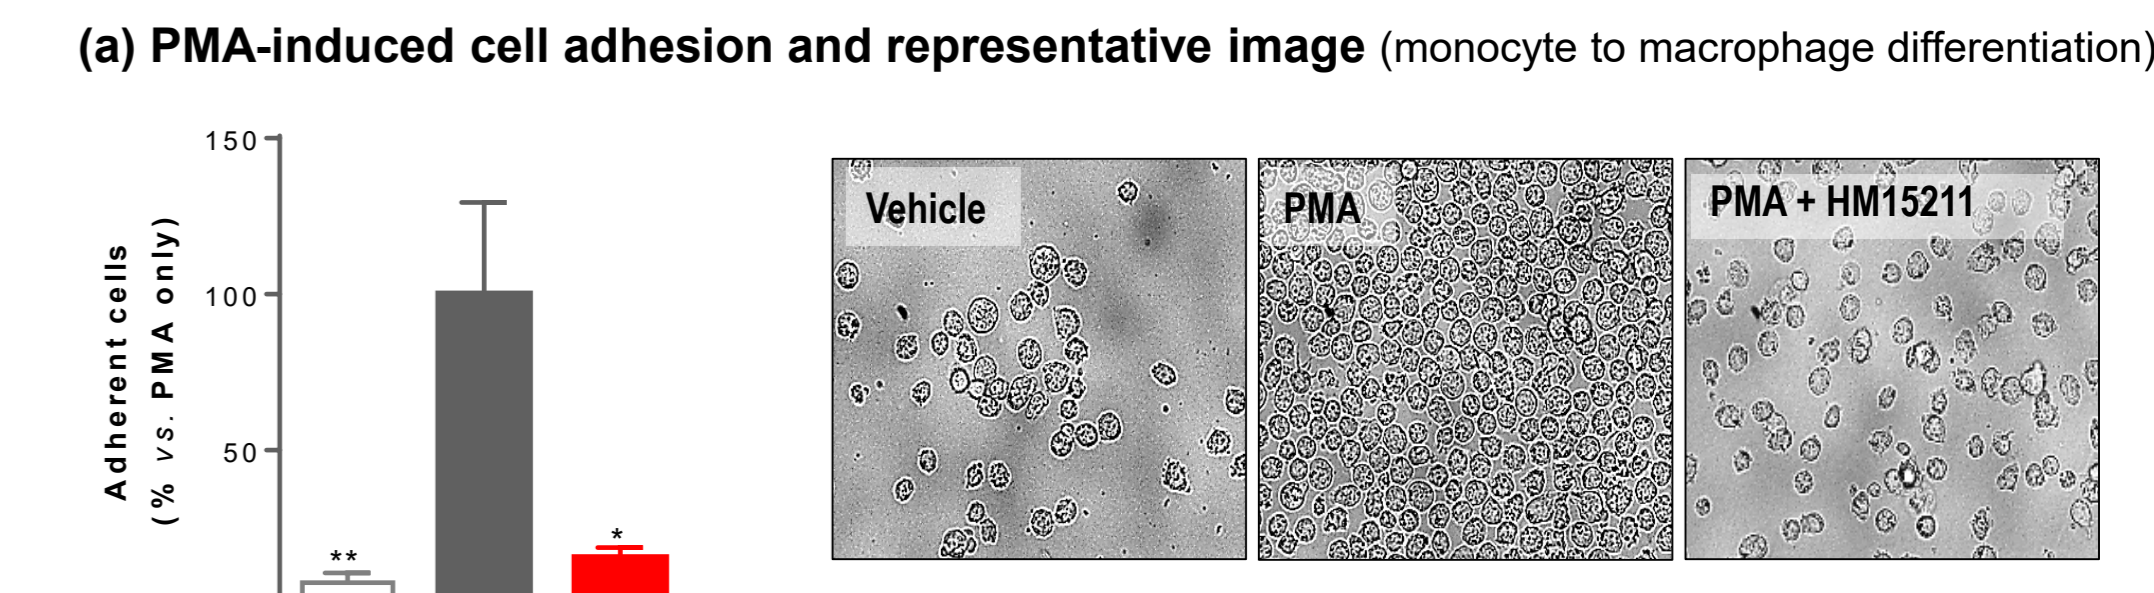 (a) PMA-induced cell adhesion and representative image (monocyte to macrophage differentiation)
Adherent cells
(% vs. PMA only)
150
100
50
**
*
Vehicle
PMA
PMA + HM15211